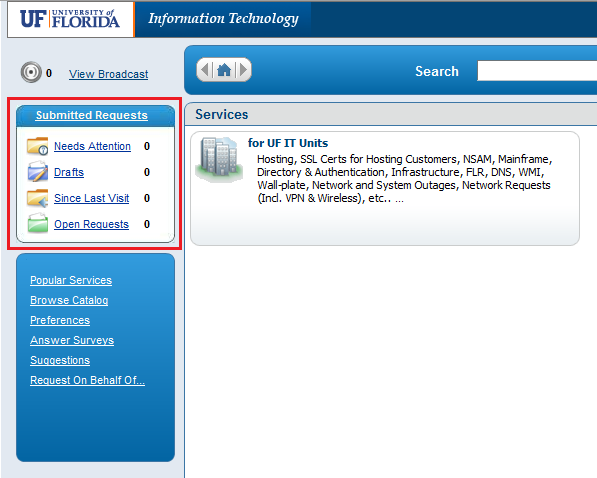 UF UNIVERSITY of FLORIDA
Information Technology
0 View Broadcast
Search
Submitted Requests
Needs Attention 0
Drafts 0
Since Last Visit 0
Open Requests 0
Services
for UF IT Units
Hosting, SSL Certs for Hosting Customers, NSAM, Mainframe,
Directory & Authentication, Infrastructure, FLR, DNS, WMI,
Wall-plate, Network and System Outages, Network Requests
(Incl. VPN & Wireless), etc.. ...
Popular Services
Browse Catalog
Preferences
Answer Surveys
Suggestions
Request On Behalf Of...